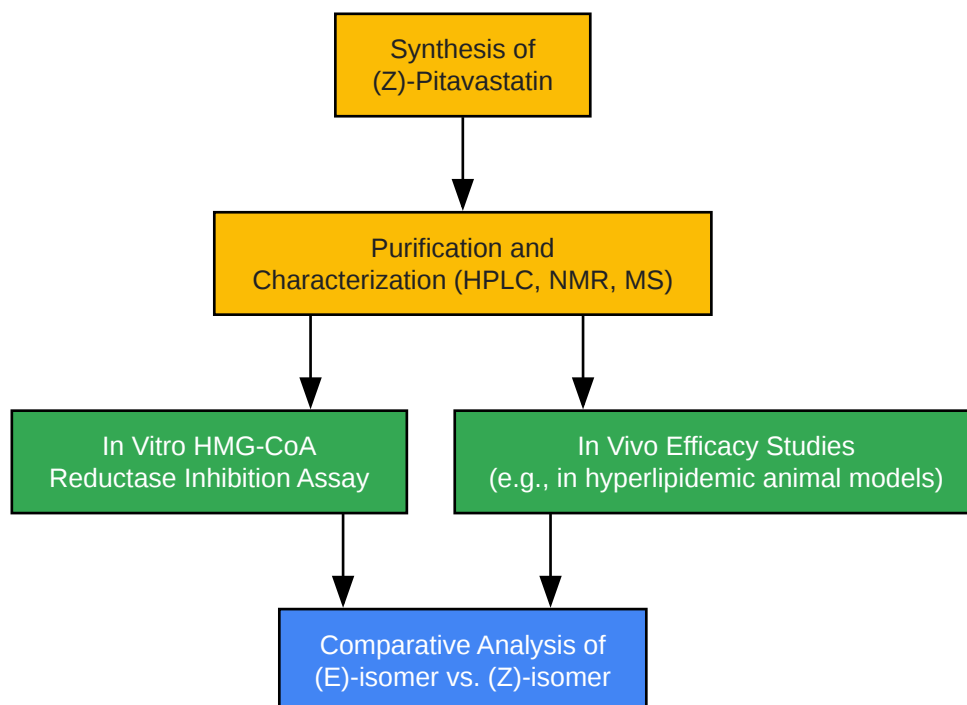 Synthesis of
(Z)-Pitavastatin
Purification and
Characterization (HPLC, NMR, MS)
In Vitro HMG-CoA
Reductase Inhibition Assay
In Vivo Efficacy Studies
(e.g., in hyperlipidemic animal models)
Comparative Analysis of
(E)-isomer vs. (Z)-isomer